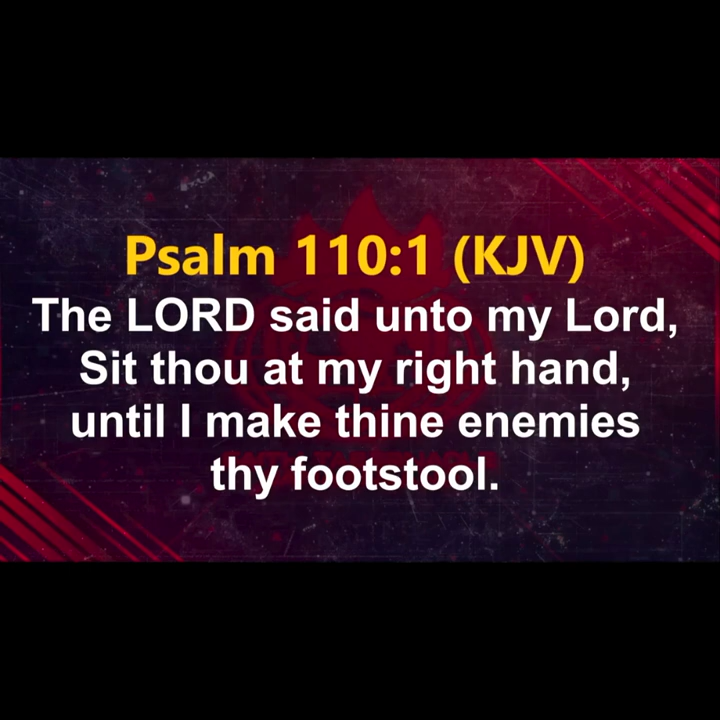 Psalm 110:1 (KJV)
The LORD said unto my Lord,
Sit thou at my right hand,
until I make thine enemies
thy footstool.